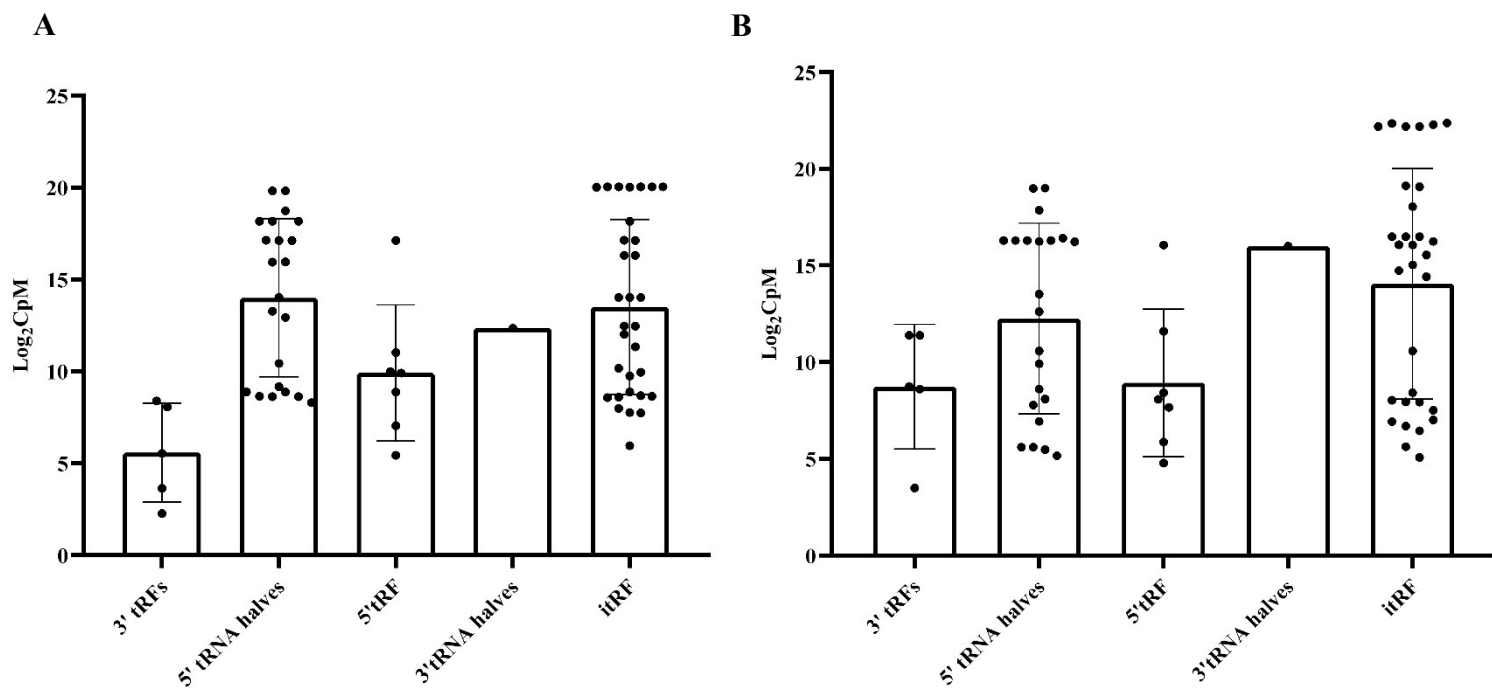 A
25
20
15
10
5
0
Log2CpM
3' tRFs
5' tRNA halves
5'tRF
3'tRNA halves
itRF
B
25
20
15
10
5
0
Log2CpM
3' tRFs
5' tRNA halves
5'tRF
3'tRNA halves
itRF